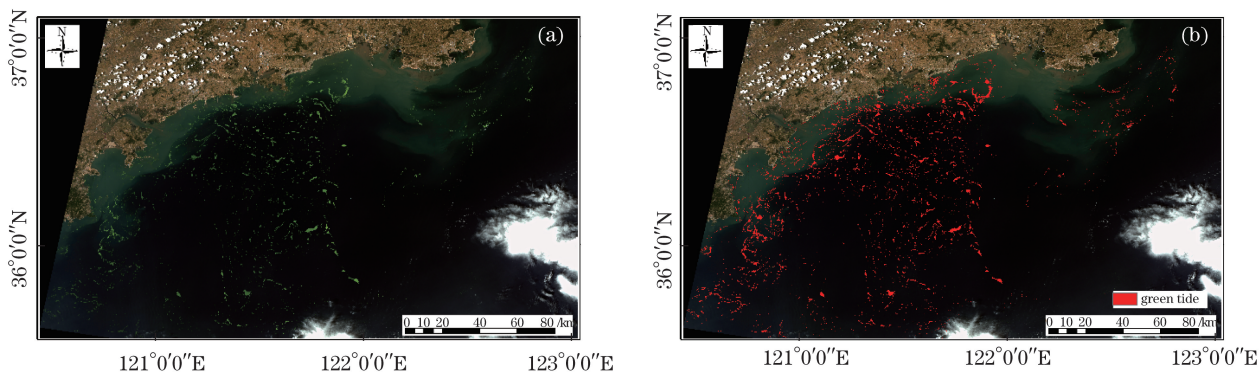 N
(a)
37°0′0″N
36°0′0″N
0 10 20 40 60 80 /km
121°0′0″E
122°0′0″E
123°0′0″E
N
(b)
37°0′0″N
36°0′0″N
green tide
0 10 20 40 60 80 /km
121°0′0″E
122°0′0″E
123°0′0″E